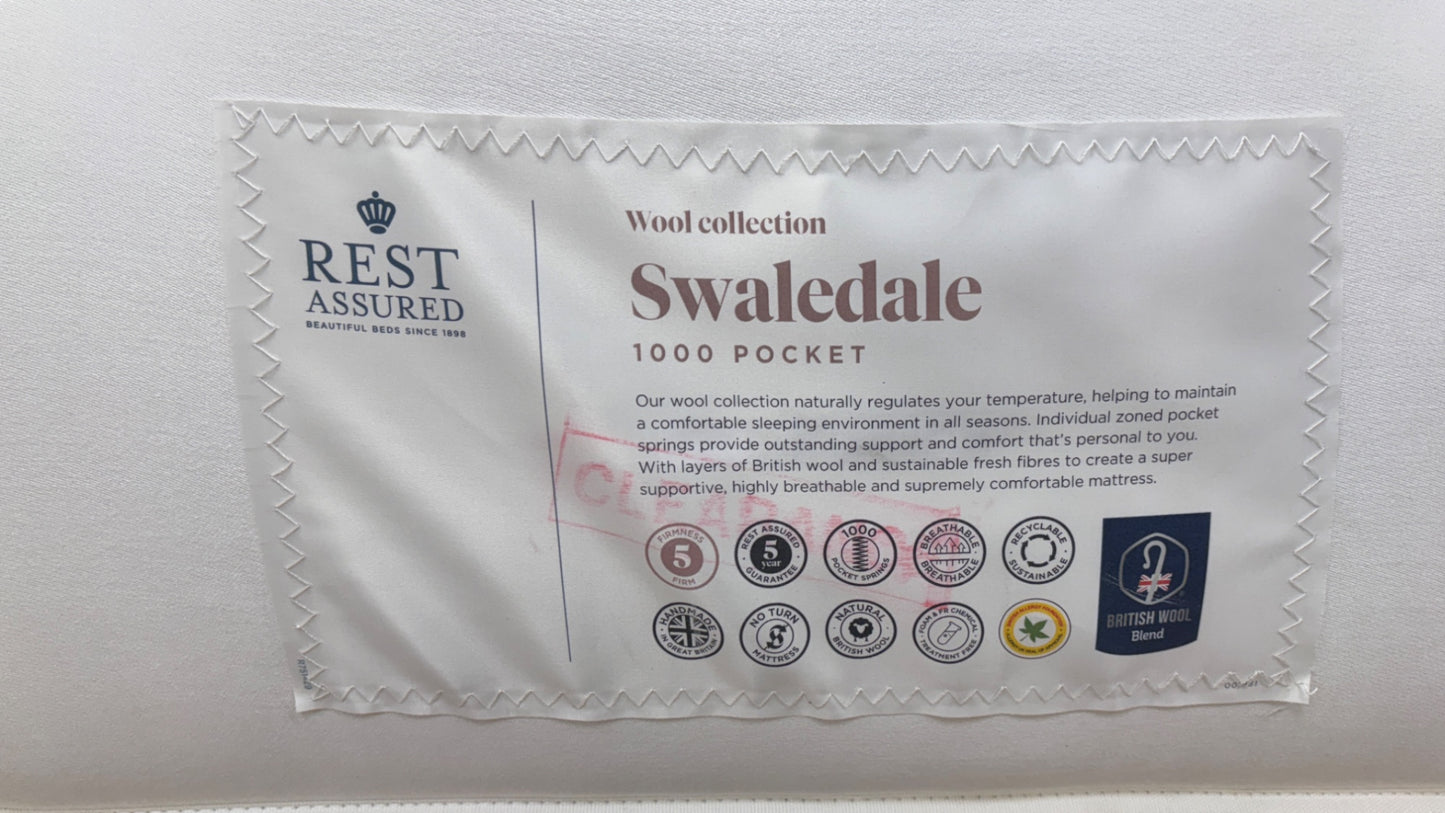 REST
ASSURED
BEAUTIFUL BEDS SINCE 1898
Wool collection
Swaledale
1000 POCKET
Our wool collection naturally regulates your temperature, helping to maintain
a comfortable sleeping environment in all seasons. Individual zoned pocket
springs provide outstanding support and comfort that's personal to you.
With layers of British wool and sustainable fresh fibres to create a super
supportive, highly breathable and supremely comfortable mattress.
CLEARANCE
FIRMNESS
5
FIRM
REST ASSURED
5
year
GUARANTEE
1000
POCKET SPRINGS
BREATHABLE
BREATHABLE
RECYCLABLE
SUSTAINABLE
HANDMADE
IN GREAT BRITAIN
NO TURN
MATTRESS
NATURAL
BRITISH WOOL
FOAM & FR CHEMICAL
TREATMENT FREE
BRITISH WOOL
Blend